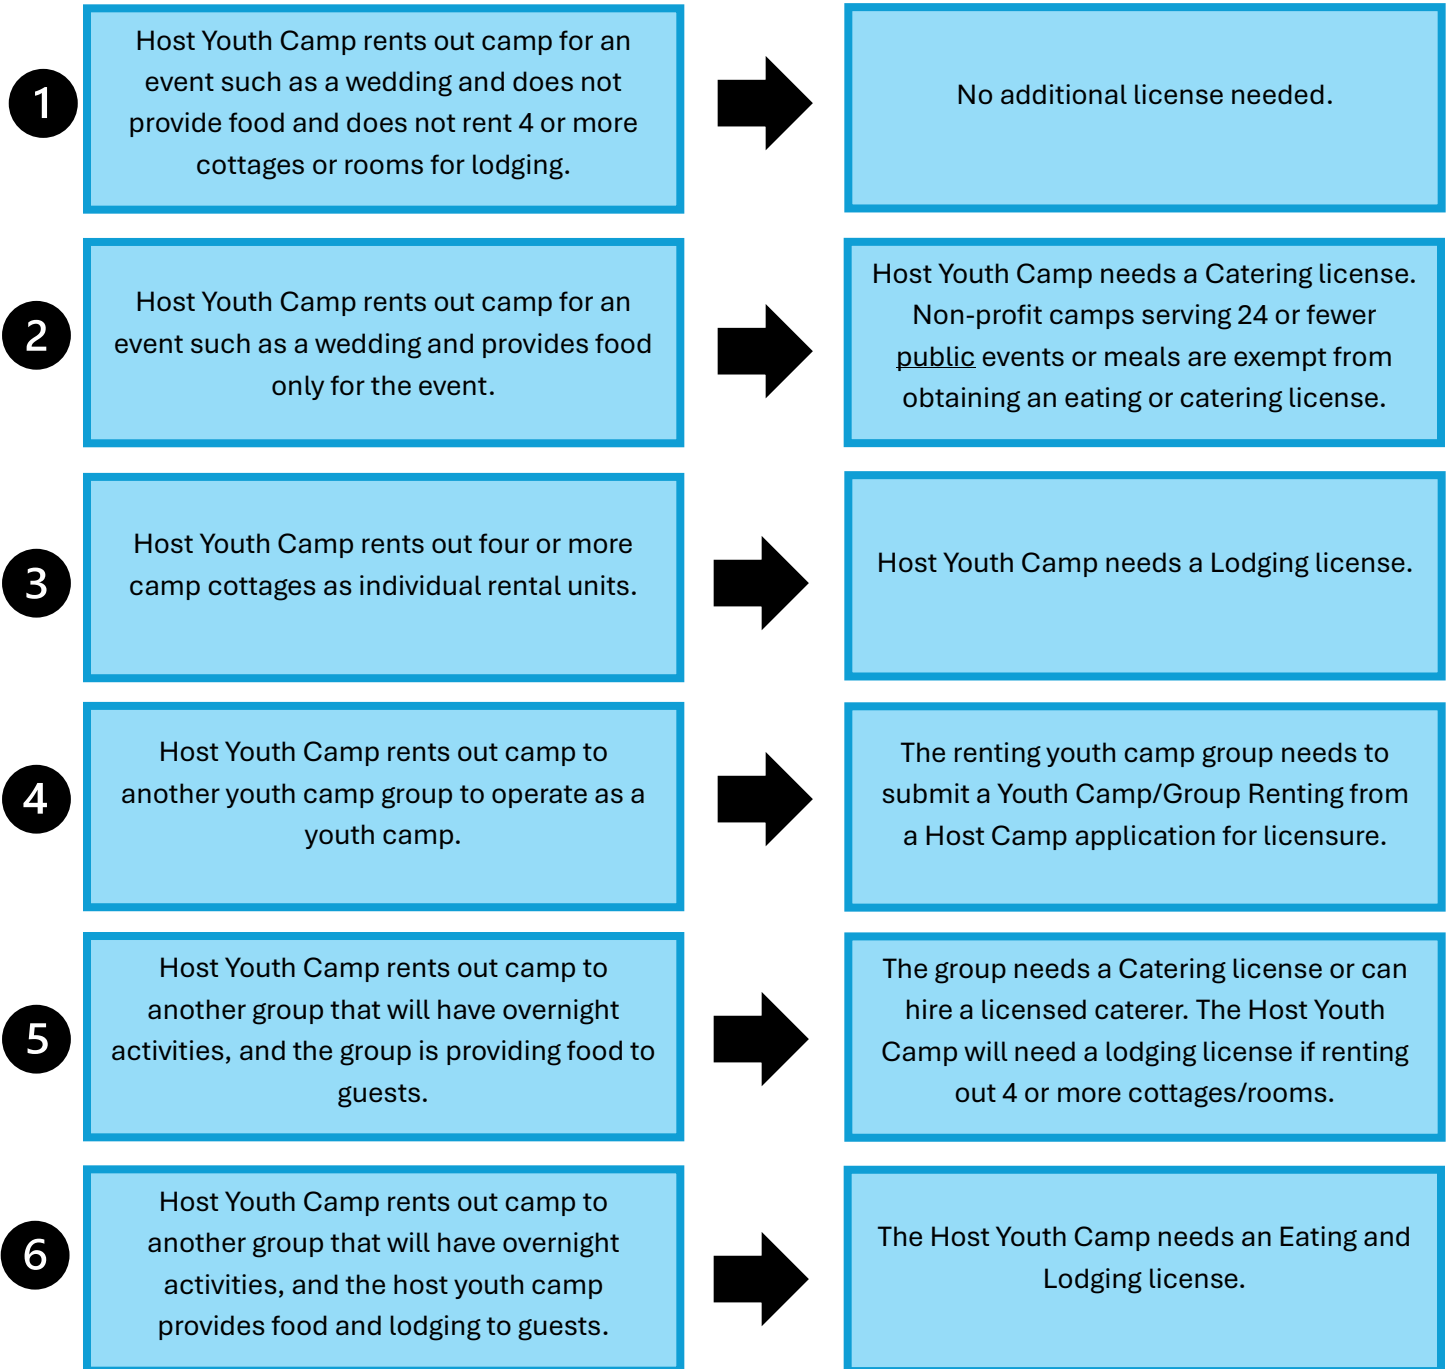 1
Host Youth Camp rents out camp for an
event such as a wedding and does not
provide food and does not rent 4 or more
cottages or rooms for lodging.
No additional license needed.
2
Host Youth Camp rents out camp for an
event such as a wedding and provides food
only for the event.
Host Youth Camp needs a Catering license.
Non-profit camps serving 24 or fewer
public events or meals are exempt from
obtaining an eating or catering license.
3
Host Youth Camp rents out four or more
camp cottages as individual rental units.
Host Youth Camp needs a Lodging license.
4
Host Youth Camp rents out camp to
another youth camp group to operate as a
youth camp.
The renting youth camp group needs to
submit a Youth Camp/Group Renting from
a Host Camp application for licensure.
5
Host Youth Camp rents out camp to
another group that will have overnight
activities, and the group is providing food to
guests.
The group needs a Catering license or can
hire a licensed caterer. The Host Youth
Camp will need a lodging license if renting
out 4 or more cottages/rooms.
6
Host Youth Camp rents out camp to
another group that will have overnight
activities, and the host youth camp
provides food and lodging to guests.
The Host Youth Camp needs an Eating and
Lodging license.